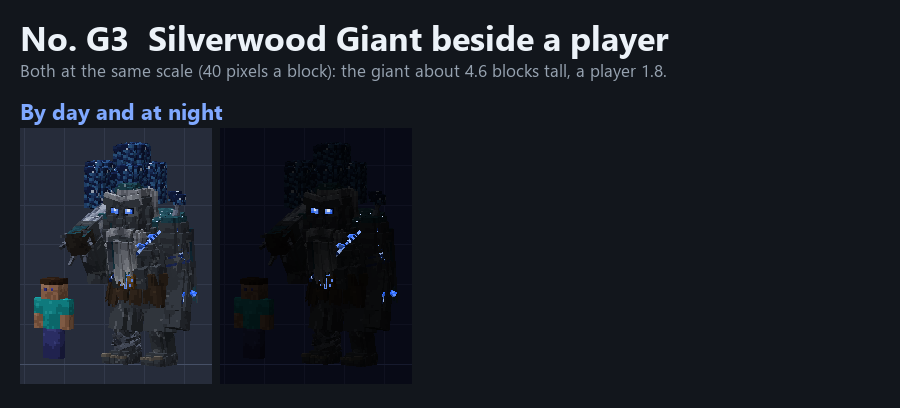 No. G3 Silverwood Giant beside a player
Both at the same scale (40 pixels a block): the giant about 4.6 blocks tall, a player 1.8.
By day and at night